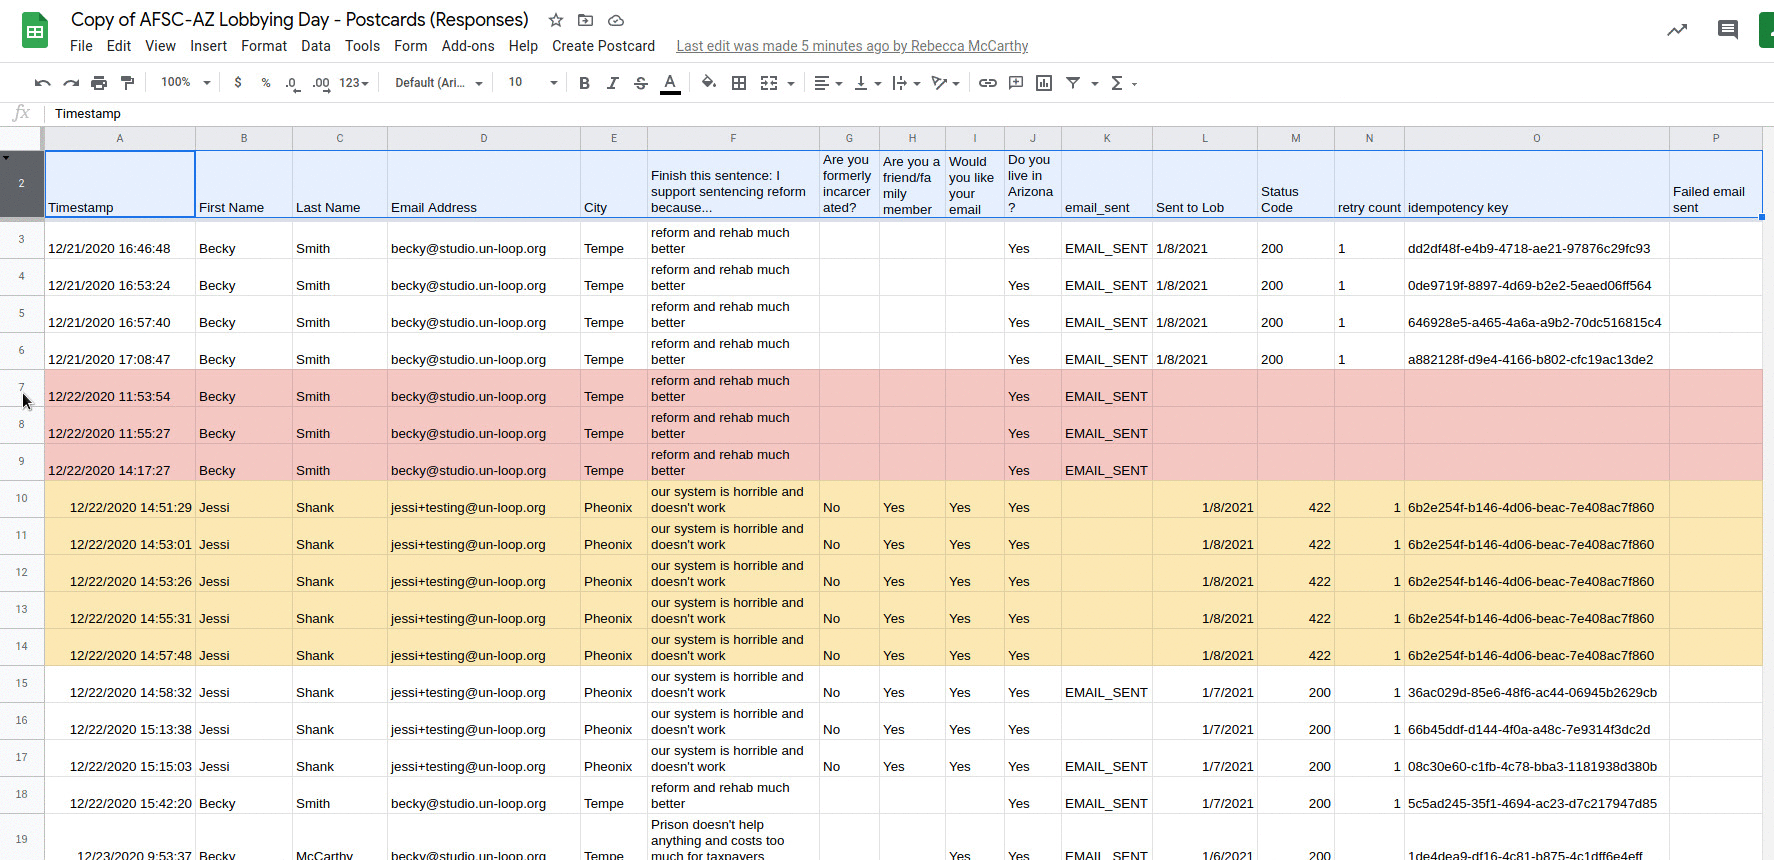 Copy of AFSC-AZ Lobbying Day - Postcards (Responses)
File Edit View Insert Format Data Tools Form Add-ons Help Create Postcard Last edit was made 5 minutes ago by Rebecca McCarthy
100% $ % .0 .00 123 Default (Ari... 10 B I S A
fx Timestamp
A B C D E F G H I J K L M N O P
2 Timestamp First Name Last Name Email Address City Finish this sentence: I support sentencing reform because... Are you formerly incarcerated? Are you a friend/family member Would you like your email Do you live in Arizona? email_sent Sent to Lob Status Code retry count idempotency key Failed email sent
3 12/21/2020 16:46:48 Becky Smith becky@studio.un-loop.org Tempe reform and rehab much better Yes EMAIL_SENT 1/8/2021 200 1 dd2df48f-e4b9-4718-ae21-97876c29fc93
4 12/21/2020 16:53:24 Becky Smith becky@studio.un-loop.org Tempe reform and rehab much better Yes EMAIL_SENT 1/8/2021 200 1 0de9719f-8897-4d69-b2e2-5eaed06ff564
5 12/21/2020 16:57:40 Becky Smith becky@studio.un-loop.org Tempe reform and rehab much better Yes EMAIL_SENT 1/8/2021 200 1 646928e5-a465-4a6a-a9b2-70dc516815c4
6 12/21/2020 17:08:47 Becky Smith becky@studio.un-loop.org Tempe reform and rehab much better Yes EMAIL_SENT 1/8/2021 200 1 a882128f-d9e4-4166-b802-cfc19ac13de2
7 12/22/2020 11:53:54 Becky Smith becky@studio.un-loop.org Tempe reform and rehab much better Yes EMAIL_SENT
8 12/22/2020 11:55:27 Becky Smith becky@studio.un-loop.org Tempe reform and rehab much better Yes EMAIL_SENT
9 12/22/2020 14:17:27 Becky Smith becky@studio.un-loop.org Tempe reform and rehab much better Yes EMAIL_SENT
10 12/22/2020 14:51:29 Jessi Shank jessi+testing@un-loop.org Pheonix our system is horrible and doesn't work No Yes Yes Yes 1/8/2021 422 1 6b2e254f-b146-4d06-beac-7e408ac7f860
11 12/22/2020 14:53:01 Jessi Shank jessi+testing@un-loop.org Pheonix our system is horrible and doesn't work No Yes Yes Yes 1/8/2021 422 1 6b2e254f-b146-4d06-beac-7e408ac7f860
12 12/22/2020 14:53:26 Jessi Shank jessi+testing@un-loop.org Pheonix our system is horrible and doesn't work No Yes Yes Yes 1/8/2021 422 1 6b2e254f-b146-4d06-beac-7e408ac7f860
13 12/22/2020 14:55:31 Jessi Shank jessi+testing@un-loop.org Pheonix our system is horrible and doesn't work No Yes Yes Yes 1/8/2021 422 1 6b2e254f-b146-4d06-beac-7e408ac7f860
14 12/22/2020 14:57:48 Jessi Shank jessi+testing@un-loop.org Pheonix our system is horrible and doesn't work No Yes Yes Yes 1/8/2021 422 1 6b2e254f-b146-4d06-beac-7e408ac7f860
15 12/22/2020 14:58:32 Jessi Shank jessi+testing@un-loop.org Pheonix our system is horrible and doesn't work No Yes Yes Yes EMAIL_SENT 1/7/2021 200 1 36ac029d-85e6-48f6-ac44-06945b2629cb
16 12/22/2020 15:13:38 Jessi Shank jessi+testing@un-loop.org Pheonix our system is horrible and doesn't work No Yes Yes Yes 1/7/2021 200 1 66b45ddf-d144-4f0a-a48c-7e9314f3dc2d
17 12/22/2020 15:15:03 Jessi Shank jessi+testing@un-loop.org Pheonix our system is horrible and doesn't work No Yes Yes Yes EMAIL_SENT 1/7/2021 200 1 08c30e60-c1fb-4c78-bba3-1181938d380b
18 12/22/2020 15:42:20 Becky Smith becky@studio.un-loop.org Tempe reform and rehab much better Yes EMAIL_SENT 1/7/2021 200 1 5c5ad245-35f1-4694-ac23-d7c217947d85
19 12/23/2020 9:53:37 Becky McCarthy becky@studio.un-loop.org Tempe Prison doesn't help anything and costs too much for taxpayers Yes Yes EMAIL_SENT 1/6/2021 200 1de4dea9-df16-4c81-b875-4c1dff6e4eff